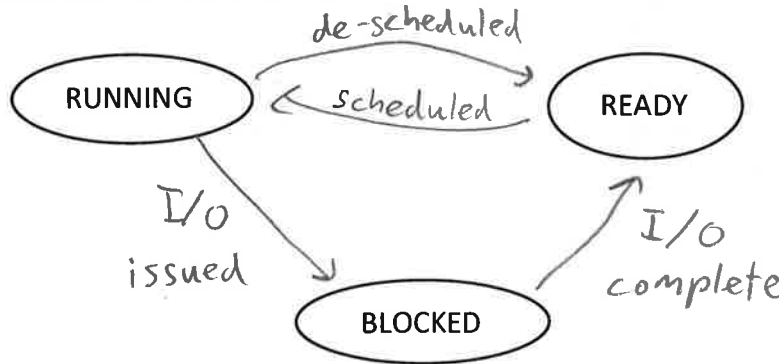 de-scheduled
RUNNING
scheduled
READY
I/O
issued
I/O
complete
BLOCKED